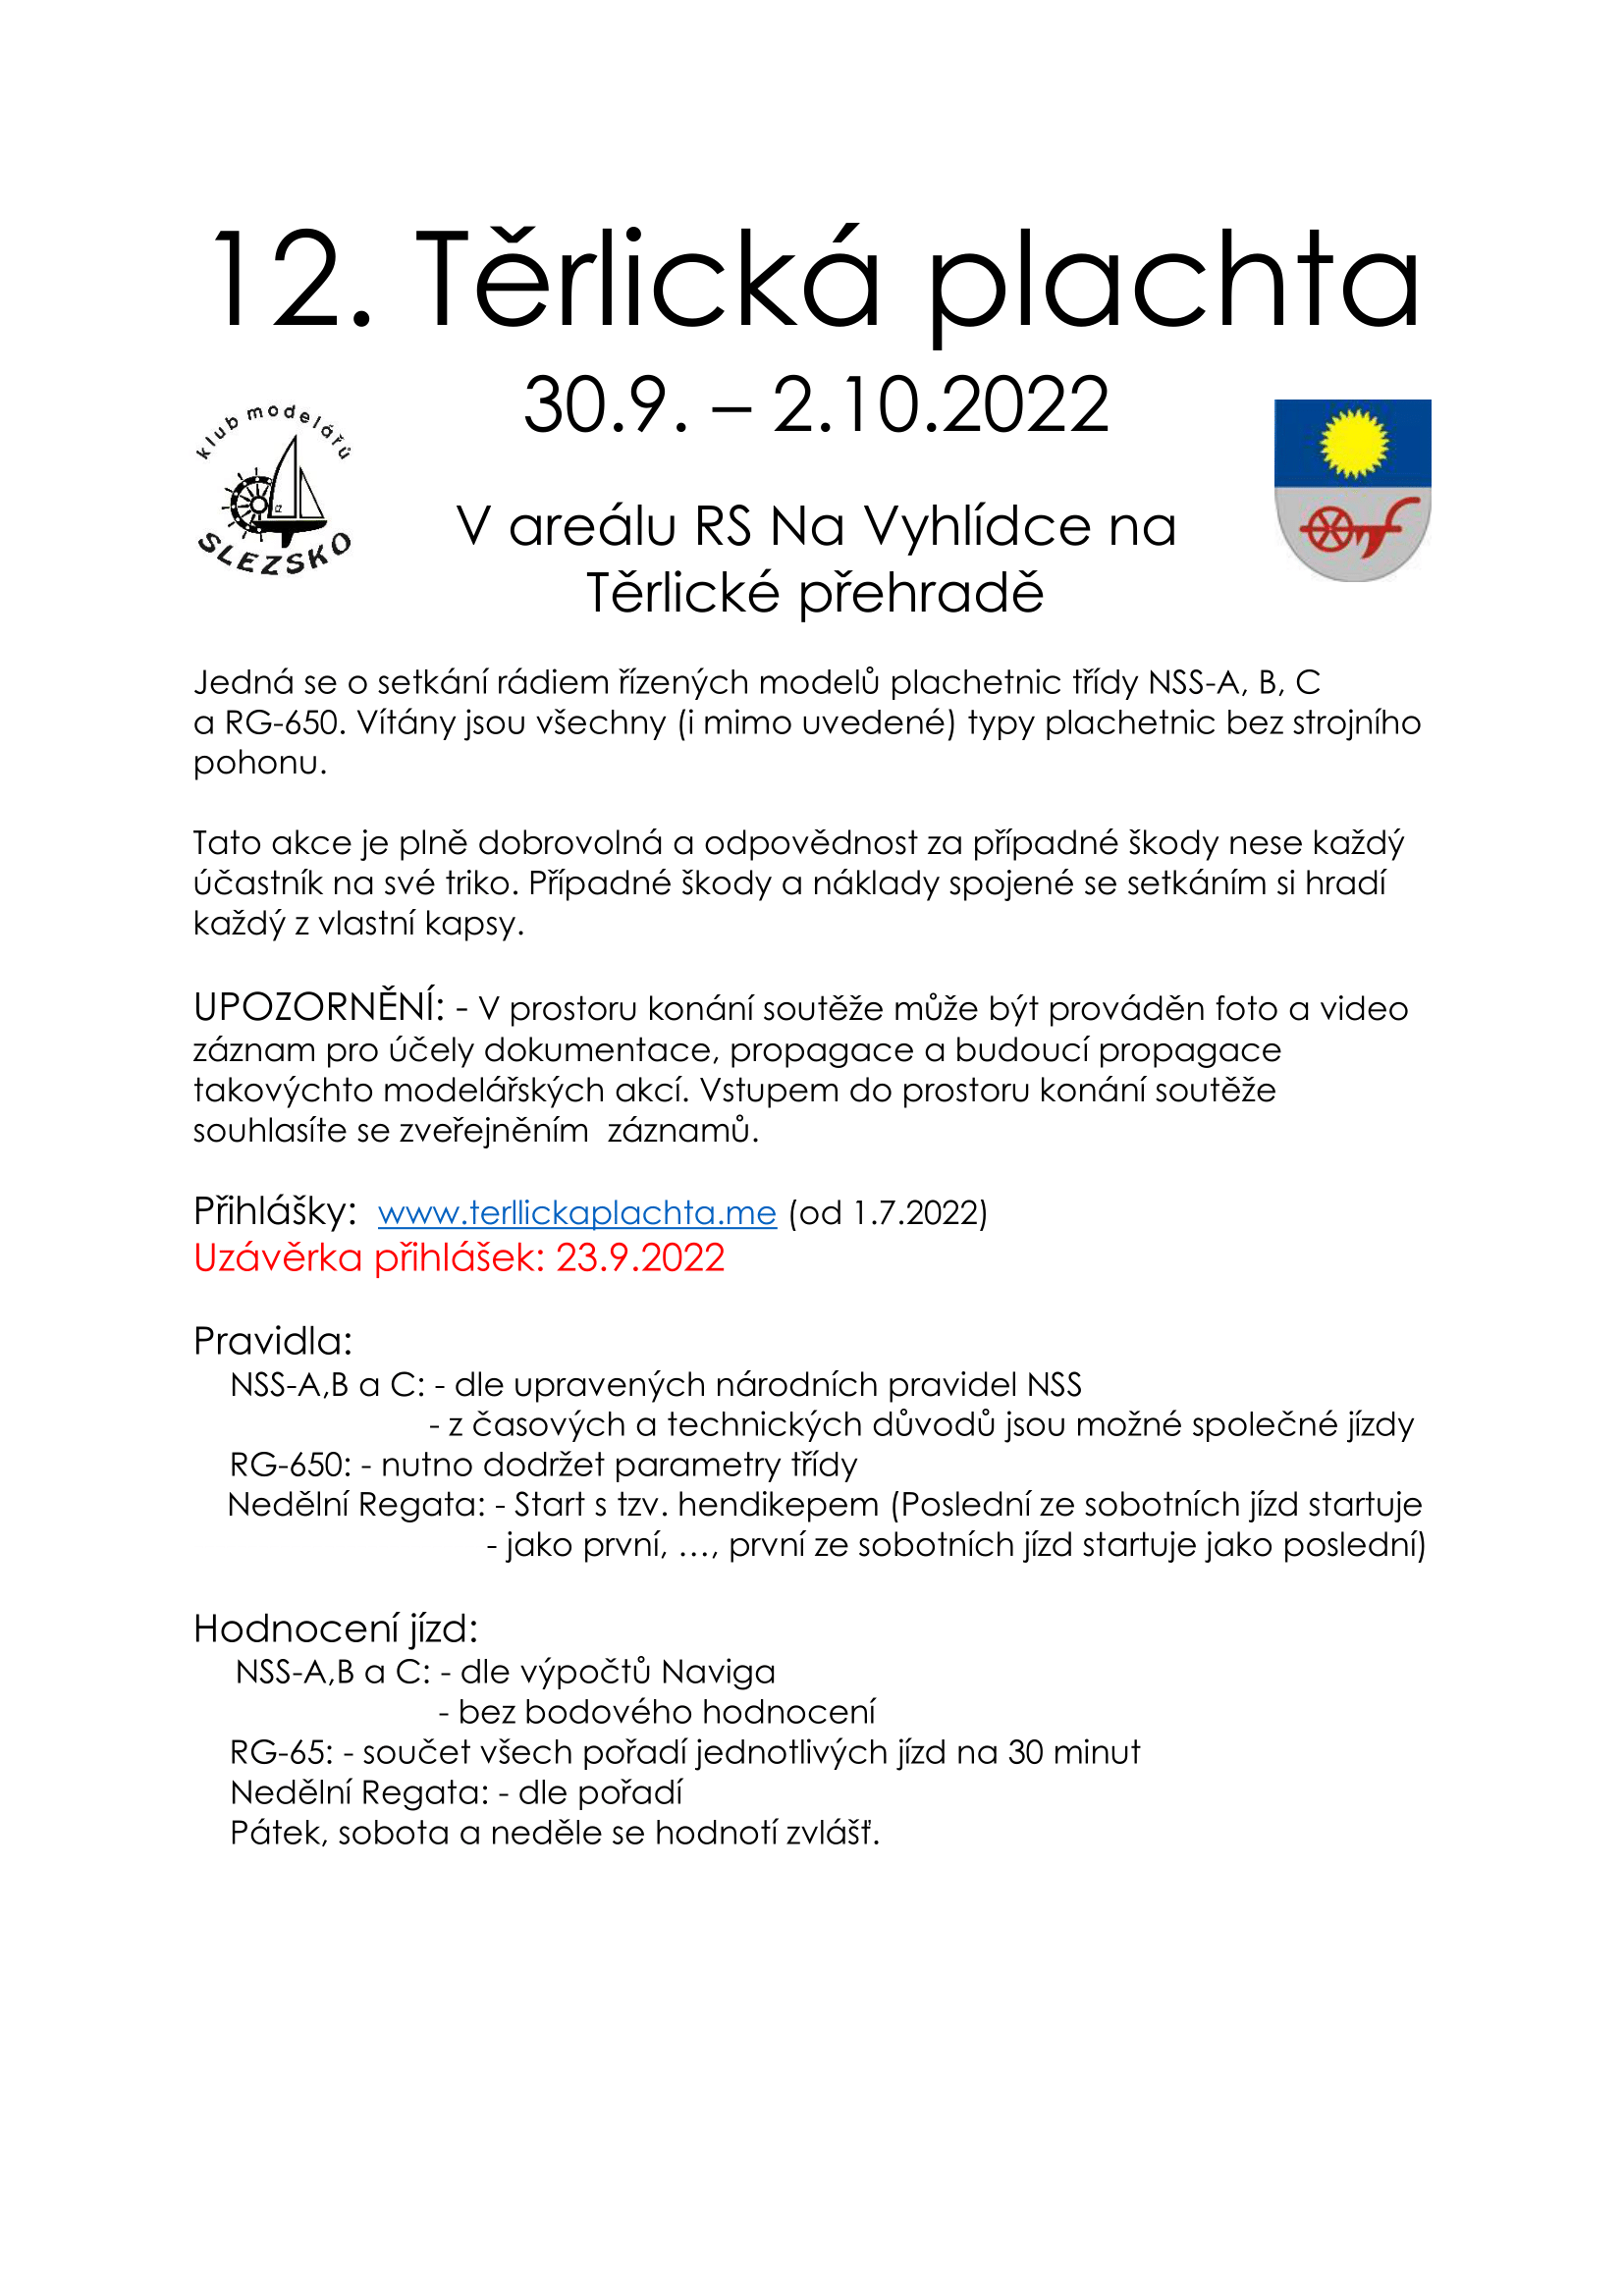 12. Těrlická plachta
30.9. – 2.10.2022
klub modelářů
CZ
SLEZSKO
V areálu RS Na Vyhlídce na
Těrlické přehradě
Jedná se o setkání rádiem řízených modelů plachetnic třídy NSS-A, B, C
a RG-650. Vítány jsou všechny (i mimo uvedené) typy plachetnic bez strojního
pohonu.
Tato akce je plně dobrovolná a odpovědnost za případné škody nese každý
účastník na své triko. Případné škody a náklady spojené se setkáním si hradí
každý z vlastní kapsy.
UPOZORNĚNÍ: - V prostoru konání soutěže může být prováděn foto a video
záznam pro účely dokumentace, propagace a budoucí propagace
takovýchto modelářských akcí. Vstupem do prostoru konání soutěže
souhlasíte se zveřejněním  záznamů.
Přihlášky:  www.terllickaplachta.me (od 1.7.2022)
Uzávěrka přihlášek: 23.9.2022
Pravidla:
NSS-A,B a C: - dle upravených národních pravidel NSS
- z časových a technických důvodů jsou možné společné jízdy
RG-650: - nutno dodržet parametry třídy
Nedělní Regata: - Start s tzv. hendikepem (Poslední ze sobotních jízd startuje
- jako první, …, první ze sobotních jízd startuje jako poslední)
Hodnocení jízd:
NSS-A,B a C: - dle výpočtů Naviga
- bez bodového hodnocení
RG-65: - součet všech pořadí jednotlivých jízd na 30 minut
Nedělní Regata: - dle pořadí
Pátek, sobota a neděle se hodnotí zvlášť.